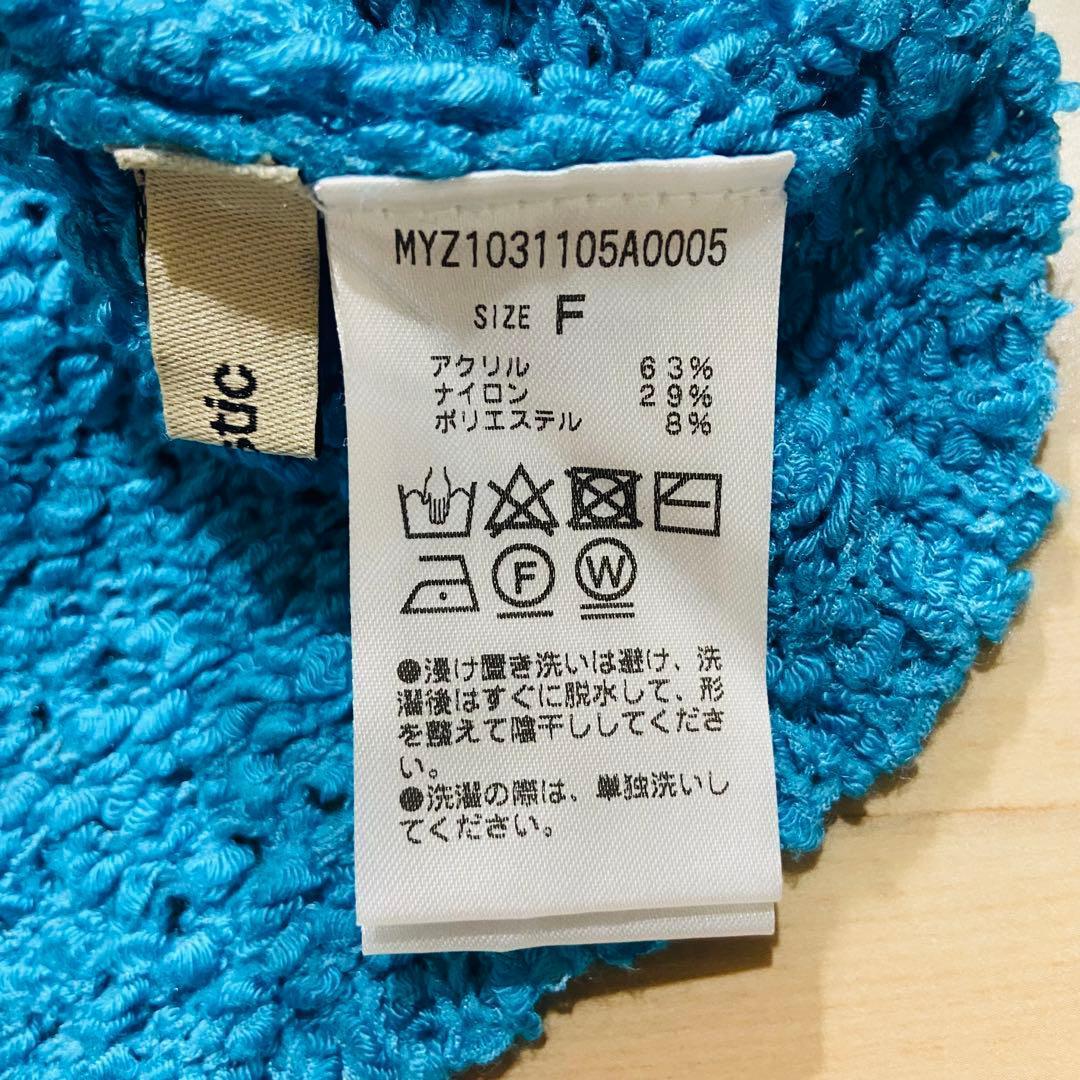 MYZ1031105A0005
SIZE F
アクリル 63%
ナイロン 29%
ポリエステル 8%
F
W
●浸け置き洗いは避け、洗
濯後はすぐに脱水して、形
を整えて陰干ししてくださ
い。
●洗濯の際は、単独洗いし
てください。
stic